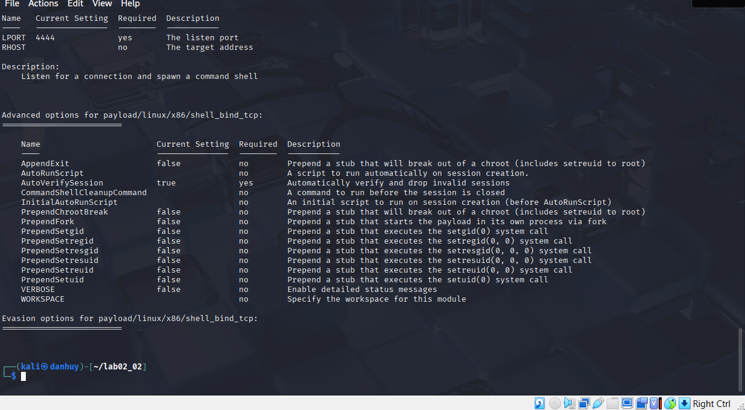 File Actions Edit View Help
Name Current Setting Required Description
LPORT 4444 yes The listen port
RHOST no The target address
Description:
Listen for a connection and spawn a command shell
Advanced options for payload/linux/x86/shell_bind_tcp:
Name Current Setting Required Description
AppendExit false no Prepend a stub that will break out of a chroot (includes setreuid to root)
AutoRunScript no A script to run automatically on session creation.
AutoVerifySession true yes Automatically verify and drop invalid sessions
CommandShellCleanupCommand no A command to run before the session is closed
InitialAutoRunScript no An initial script to run on session creation (before AutoRunScript)
PrependChrootBreak false no Prepend a stub that will break out of a chroot (includes setreuid to root)
PrependFork false no Prepend a stub that starts the payload in its own process via fork
PrependSetgid false no Prepend a stub that executes the setgid(0) system call
PrependSetregid false no Prepend a stub that executes the setregid(0, 0) system call
PrependSetresgid false no Prepend a stub that executes the setresgid(0, 0, 0) system call
PrependSetresuid false no Prepend a stub that executes the setresuid(0, 0, 0) system call
PrependSetreuid false no Prepend a stub that executes the setreuid(0, 0) system call
PrependSetuid false no Prepend a stub that executes the setuid(0) system call
VERBOSE false no Enable detailed status messages
WORKSPACE no Specify the workspace for this module
Evasion options for payload/linux/x86/shell_bind_tcp:
(kali㉿danhuy)-[~/lab02_02]
$
Right Ctrl